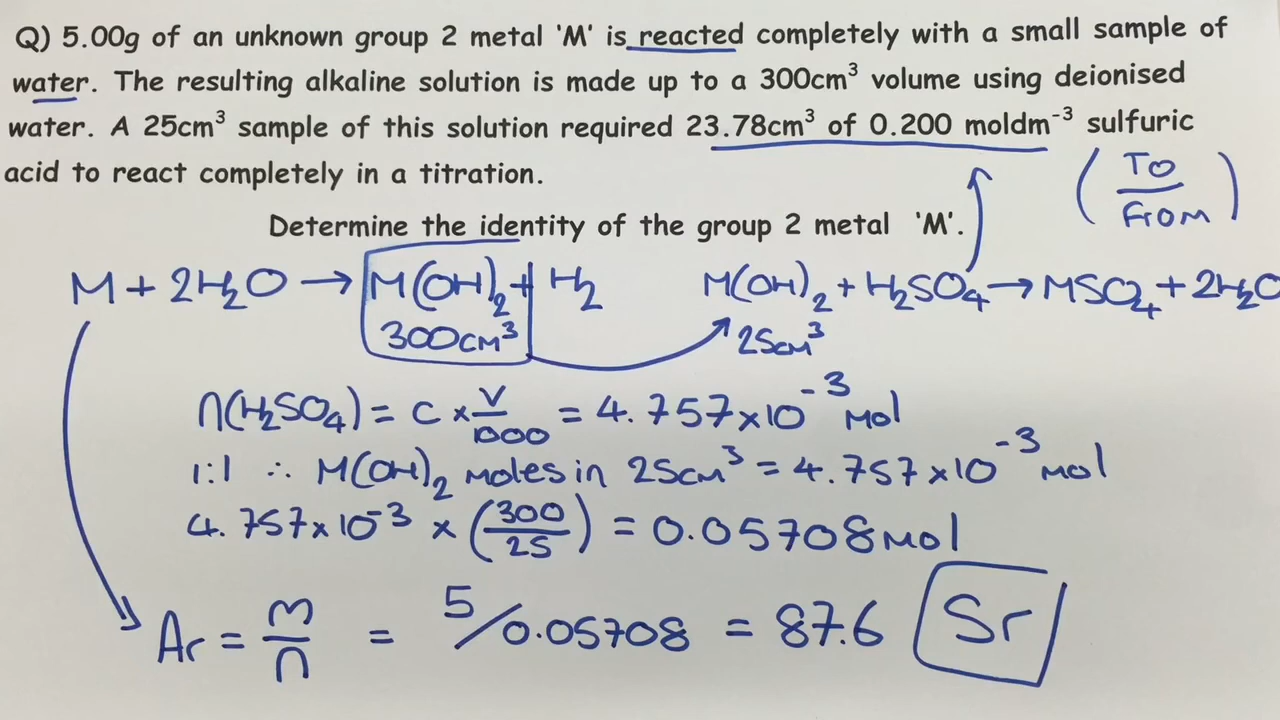 Q) 5.00g of an unknown group 2 metal 'M' is reacted completely with a small sample of
water. The resulting alkaline solution is made up to a 300cm³ volume using deionised
water. A 25cm³ sample of this solution required 23.78cm³ of 0.200 moldm⁻³ sulfuric
acid to react completely in a titration.
(TO/From)
Determine the identity of the group 2 metal 'M'.
M + 2H₂O → M(OH)₂ + H₂
300cm³
M(OH)₂ + H₂SO₄ → MSO₄ + 2H₂O
25cm³
n(H₂SO₄) = c × V/1000 = 4.757×10⁻³ mol
1:1 ∴ M(OH)₂ moles in 25cm³ = 4.757×10⁻³ mol
4.757×10⁻³ × (300/25) = 0.05708 mol
Ar = m/n = 5/0.05708 = 87.6 Sr